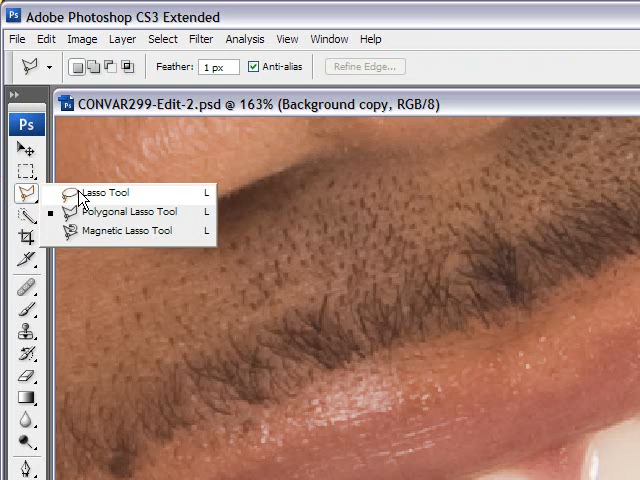 Ps Adobe Photoshop CS3 Extended
File Edit Image Layer Select Filter Analysis View Window Help
Feather: 1 px Anti-alias Refine Edge...
CONVAR299-Edit-2.psd @ 163% (Background copy, RGB/8)
Ps
Lasso Tool L
Polygonal Lasso Tool L
Magnetic Lasso Tool L